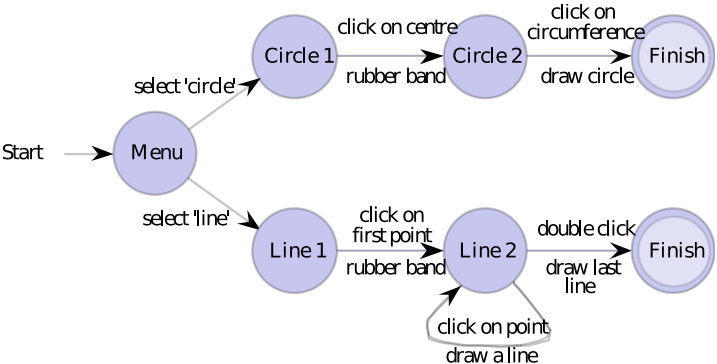 click on
click on centre
circumference
Circle 1
Circle 2
Finish
rubber band
draw circle
select 'circle'
Start
Menu
select 'line'
click on
first point
double click
Line 1
Line 2
Finish
rubber band
draw last
line
click on point
draw a line